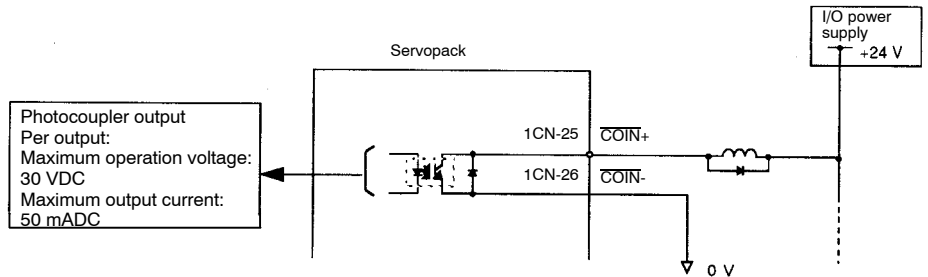 I/O power
supply
+24 V
Servopack
Photocoupler output
Per output:
Maximum operation voltage:
30 VDC
Maximum output current:
50 mADC
1CN-25 COIN+
1CN-26 COIN-
0 V